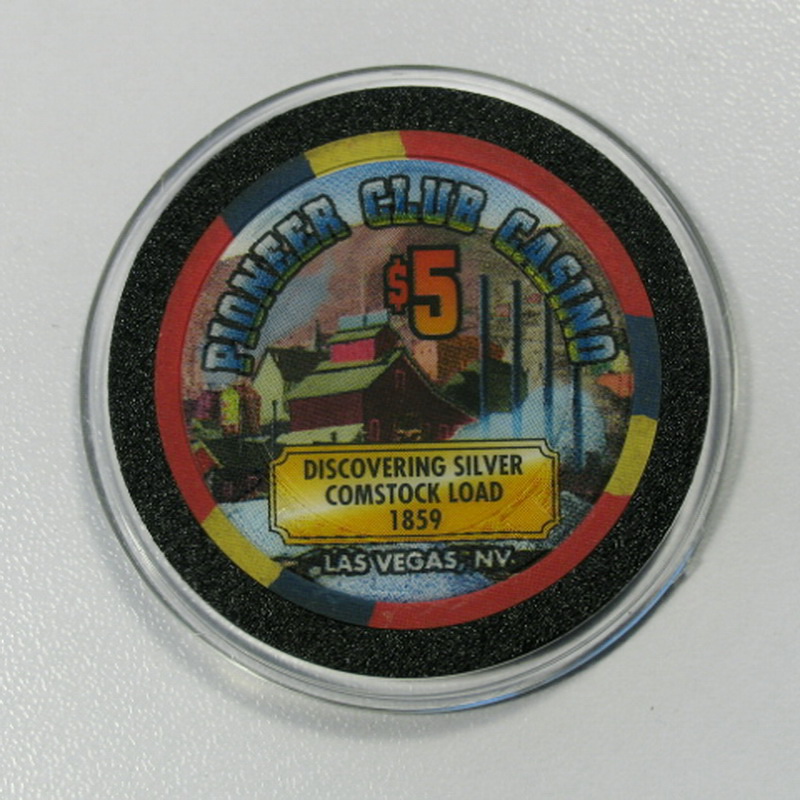 PIONEER CLUB CASINO
$5
DISCOVERING SILVER
COMSTOCK LOAD
1859
LAS VEGAS, NV.